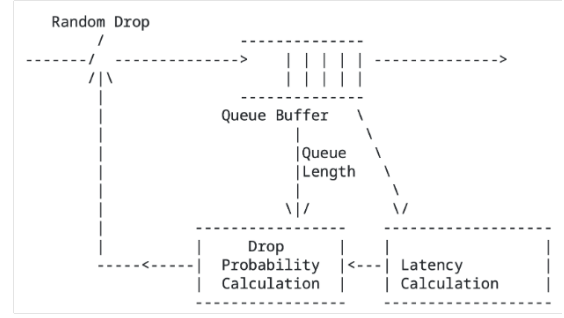 Random Drop
Queue Buffer
Queue
Length
Drop
Probability
Calculation
Latency
Calculation